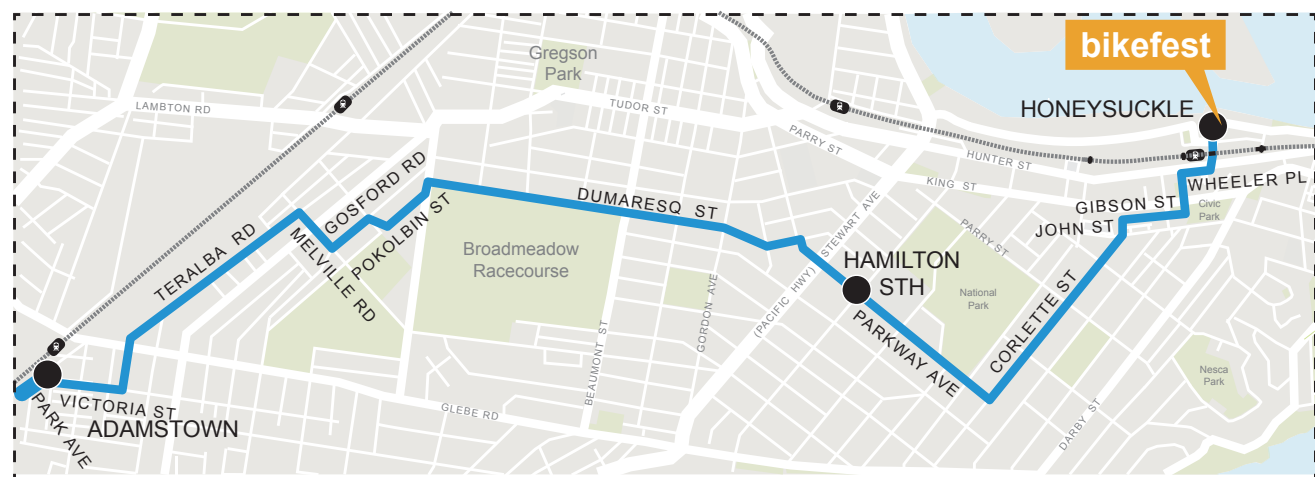 bikefest
HONEYSUCKLE
Gregson
Park
LAMBTON RD
TUDOR ST
PARRY ST
HUNTER ST
KING ST
WHEELER PL
GIBSON ST
Civic
Park
JOHN ST
GOSFORD RD
POKOLBIN ST
DUMARESQ ST
STEWART AVE
(PACIFIC HWY)
PARRY ST
TERALBA RD
MELVILLE RD
Broadmeadow
Racecourse
HAMILTON
STH
National
Park
GORDON AVE
BEAUMONT ST
PARKWAY AVE
CORLETTE ST
Nesca
Park
DARBY ST
GLEBE RD
VICTORIA ST
ADAMSTOWN
PARK AVE